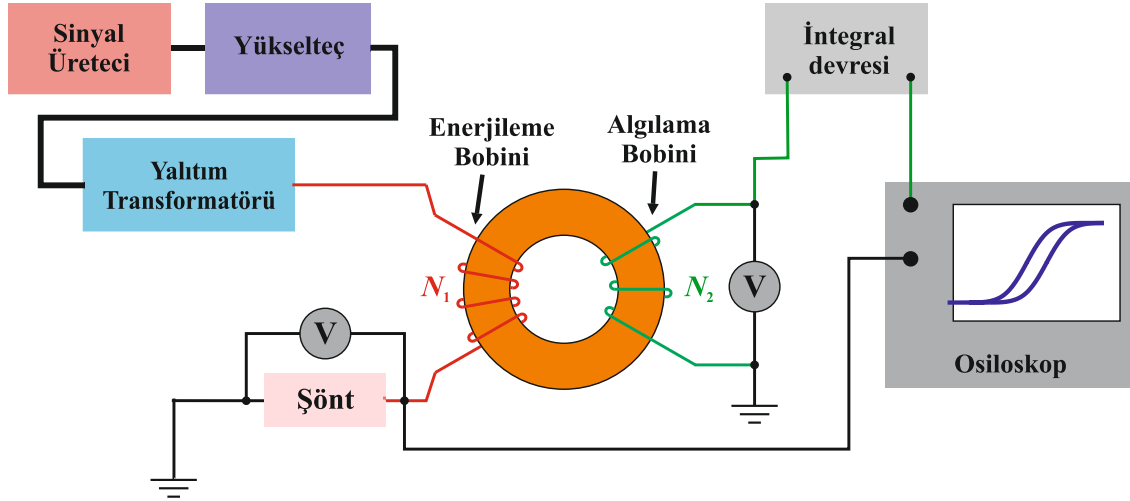 Sinyal
Üreteci
Yükselteç
İntegral
devresi
Enerjileme
Bobini
Algılama
Bobini
Yalıtım
Transformatörü
N1
N2
V
V
Şönt
Osiloskop